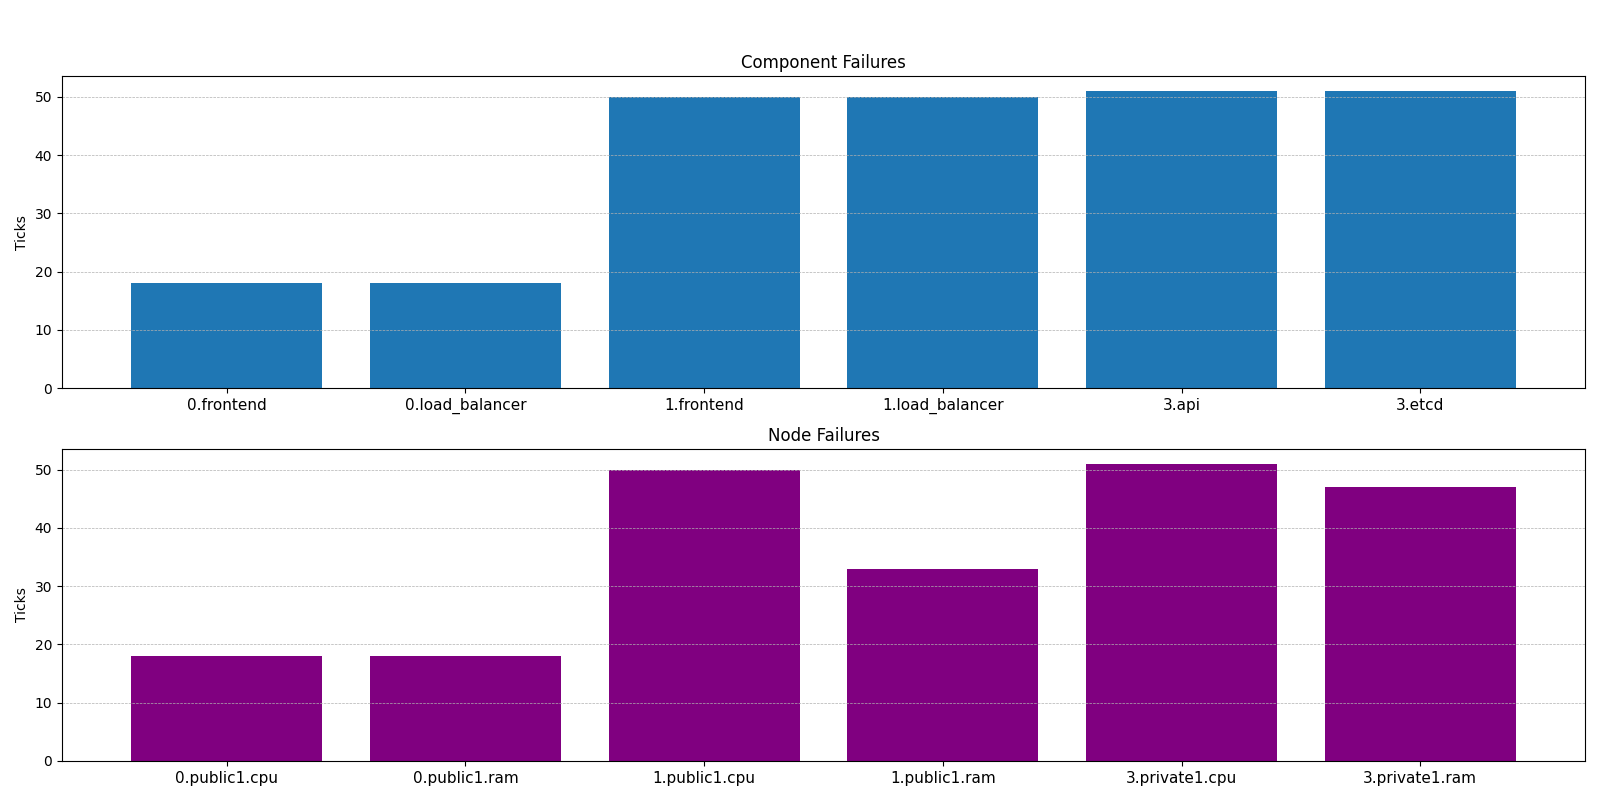 Component Failures
50
40
30
20
10
0
Ticks
0.frontend 0.load_balancer 1.frontend 1.load_balancer 3.api 3.etcd
Node Failures
50
40
30
20
10
0
Ticks
0.public1.cpu 0.public1.ram 1.public1.cpu 1.public1.ram 3.private1.cpu 3.private1.ram